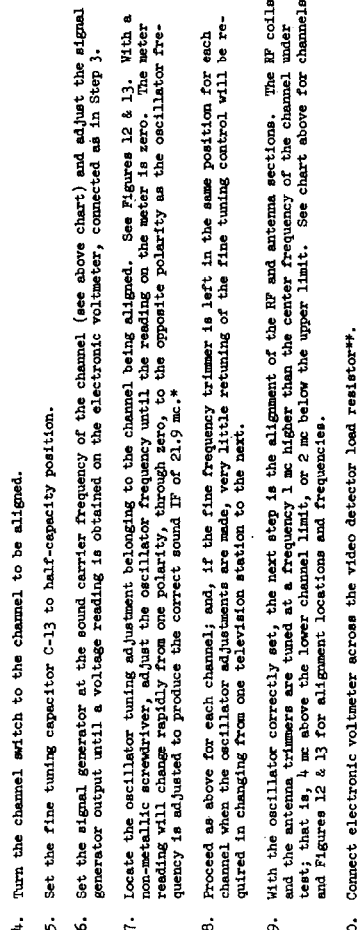 4. Turn the channel switch to the channel to be aligned.
5. Set the fine tuning capacitor C-13 to half-capacity position.
6. Set the signal generator at the sound carrier frequency of the channel (see above chart) and adjust the signal
generator output until a voltage reading is obtained on the electronic voltmeter, connected as in Step 3.
7. Locate the oscillator tuning adjustment belonging to the channel being aligned. See Figures 12 & 13. With a
non-metallic screwdriver, adjust the oscillator frequency until the reading on the meter is zero. The meter
reading will change rapidly from one polarity, through zero, to the opposite polarity as the oscillator fre-
quency is adjusted to produce the correct sound IF of 21.9 mc.*
8. Proceed as above for each channel; and, if the fine frequency trimmer is left in the same position for each
channel when the oscillator adjustments are made, very little retuning of the fine tuning control will be re-
quired in changing from one television station to the next.
9. With the oscillator correctly set, the next step is the alignment of the RF and antenna sections. The RF coils
and the antenna trimmers are tuned at a frequency 1 mc higher than the center frequency of the channel under
test; that is, 4 mc above the lower channel limit, or 2 mc below the upper limit. See chart above for channels
and Figures 12 & 13 for alignment locations and frequencies.
0. Connect electronic voltmeter across the video detector load resistor**.